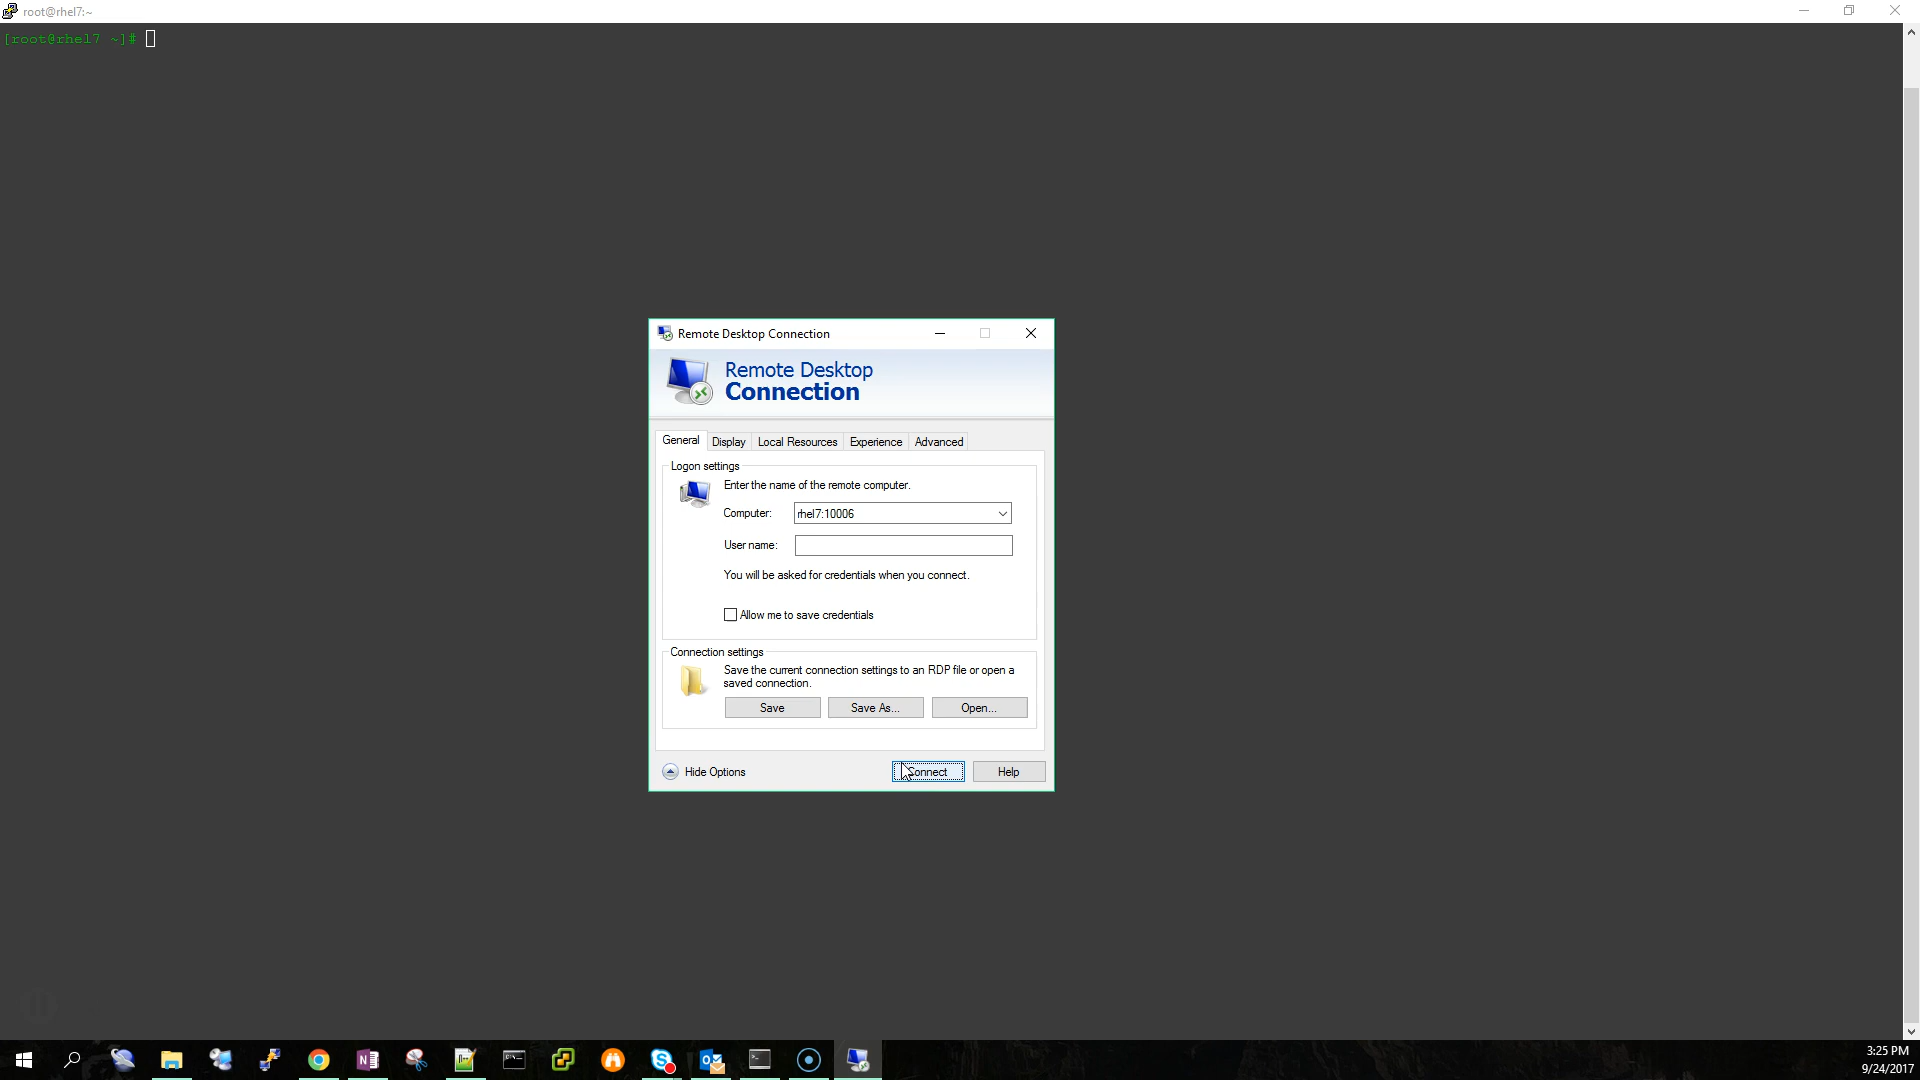 root@rhel7:~
[root@rhel7 ~]#
Remote Desktop Connection
Remote Desktop
Connection
General Display Local Resources Experience Advanced
Logon settings
Enter the name of the remote computer.
Computer: rhel7:10006
User name:
You will be asked for credentials when you connect.
Allow me to save credentials
Connection settings
Save the current connection settings to an RDP file or open a
saved connection.
Save Save As... Open...
Hide Options Connect Help
3:25 PM
9/24/2017